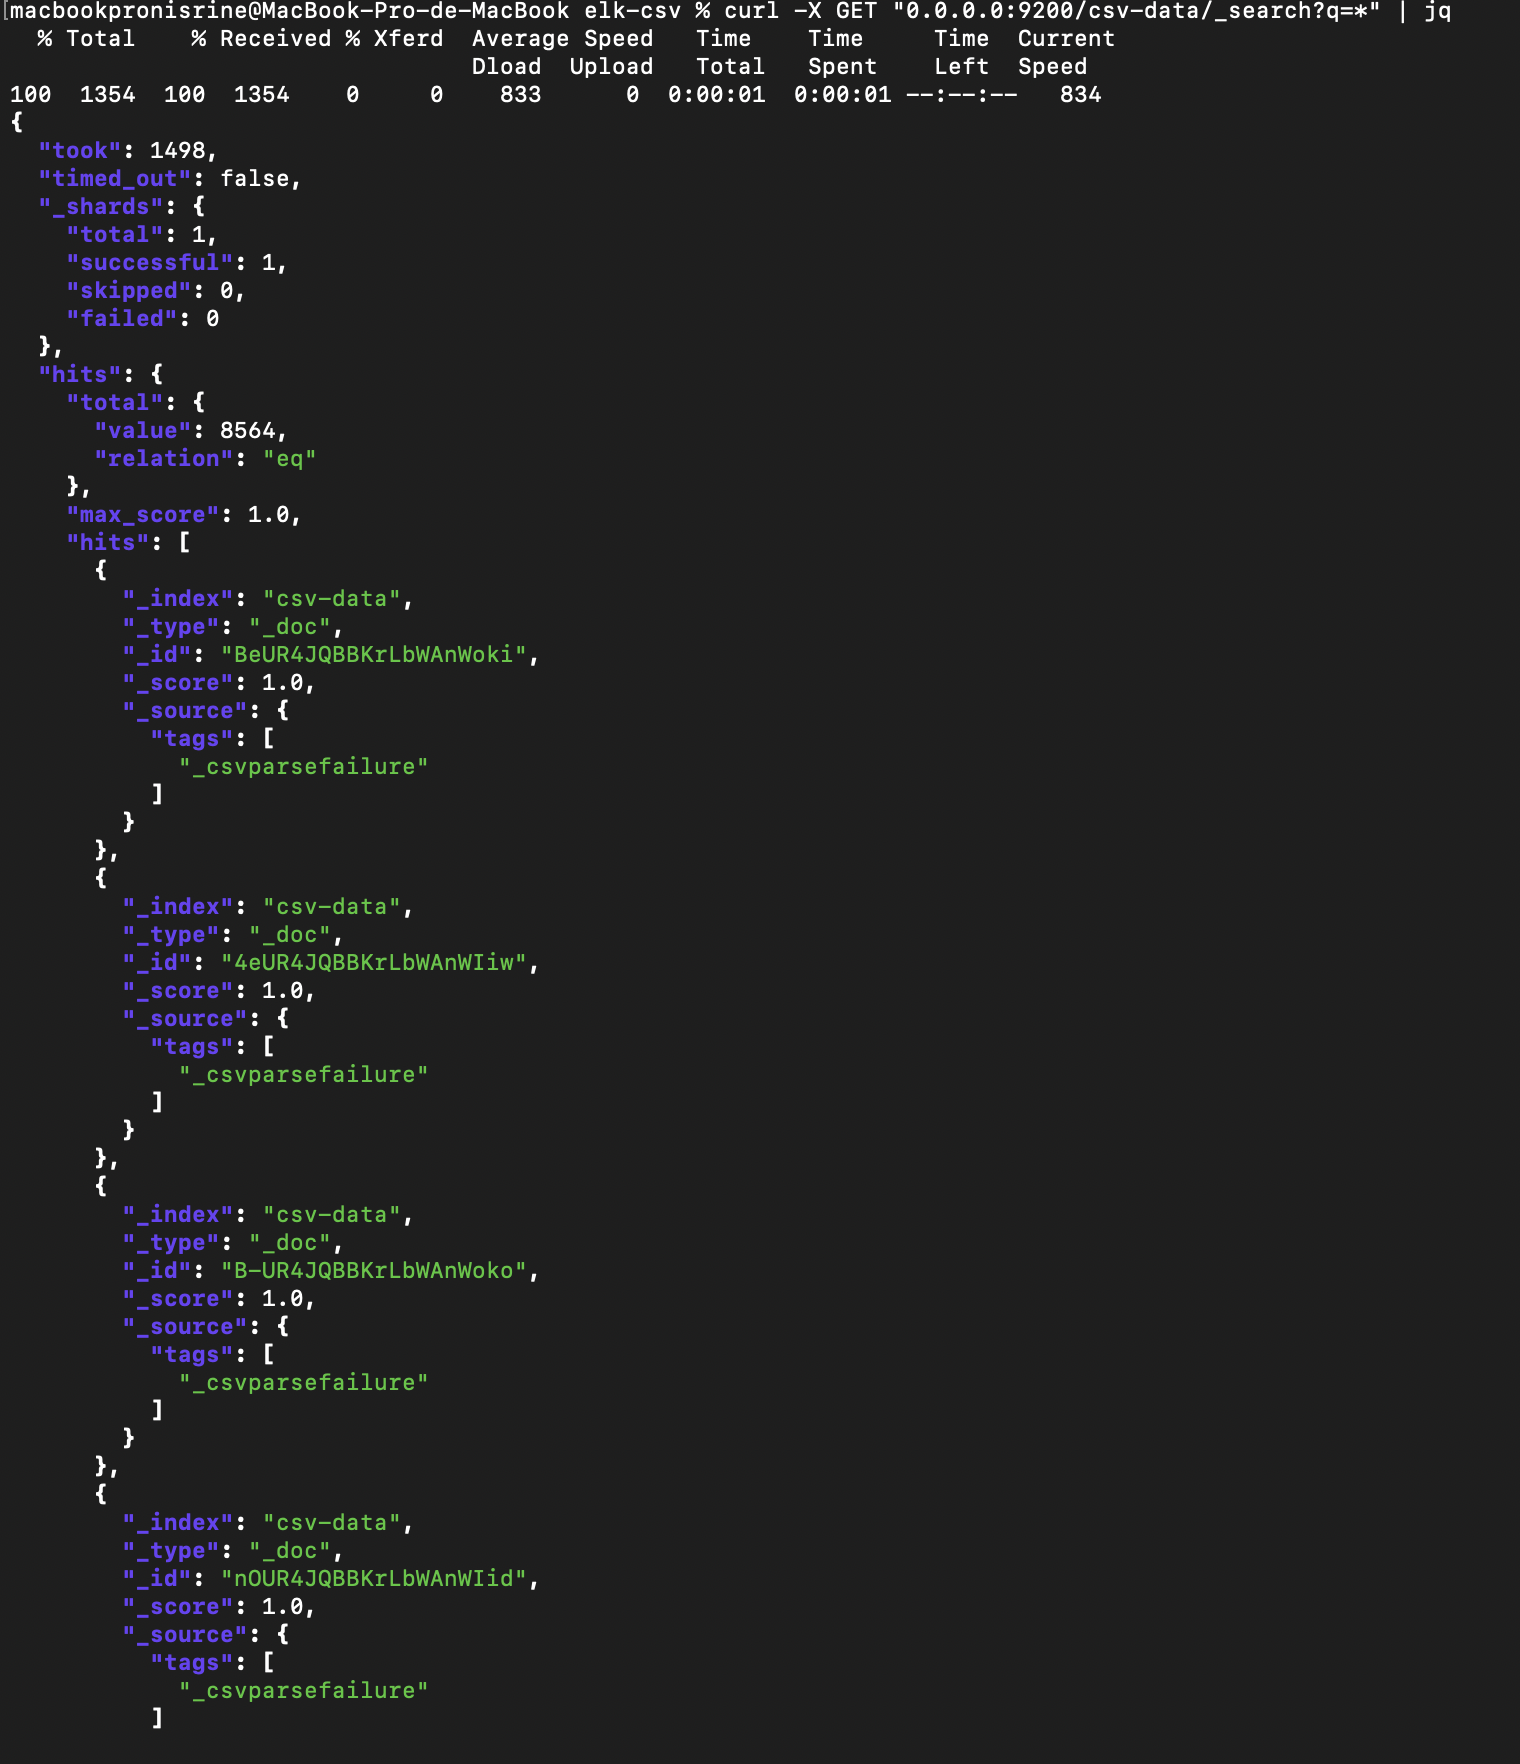 macbookpronisrine@MacBook-Pro-de-MacBook elk-csv % curl -X GET "0.0.0.0:9200/csv-data/_search?q=*" | jq
  % Total    % Received % Xferd  Average Speed   Time    Time     Time  Current
                                 Dload  Upload   Total   Spent    Left  Speed
100  1354  100  1354    0     0    833      0  0:00:01  0:00:01 --:--:--   834
{
  "took": 1498,
  "timed_out": false,
  "_shards": {
    "total": 1,
    "successful": 1,
    "skipped": 0,
    "failed": 0
  },
  "hits": {
    "total": {
      "value": 8564,
      "relation": "eq"
    },
    "max_score": 1.0,
    "hits": [
      {
        "_index": "csv-data",
        "_type": "_doc",
        "_id": "BeUR4JQBBKrLbWAnWoki",
        "_score": 1.0,
        "_source": {
          "tags": [
            "_csvparsefailure"
          ]
        }
      },
      {
        "_index": "csv-data",
        "_type": "_doc",
        "_id": "4eUR4JQBBKrLbWAnWIiw",
        "_score": 1.0,
        "_source": {
          "tags": [
            "_csvparsefailure"
          ]
        }
      },
      {
        "_index": "csv-data",
        "_type": "_doc",
        "_id": "B-UR4JQBBKrLbWAnWoko",
        "_score": 1.0,
        "_source": {
          "tags": [
            "_csvparsefailure"
          ]
        }
      },
      {
        "_index": "csv-data",
        "_type": "_doc",
        "_id": "nOUR4JQBBKrLbWAnWIid",
        "_score": 1.0,
        "_source": {
          "tags": [
            "_csvparsefailure"
          ]